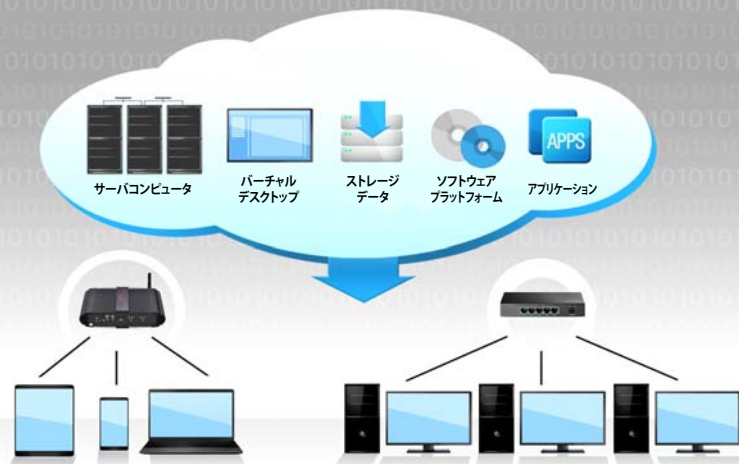 サーバコンピュータ
バーチャル
デスクトップ
ストレージ
データ
ソフトウェア
プラットフォーム
APPS
アプリケーション